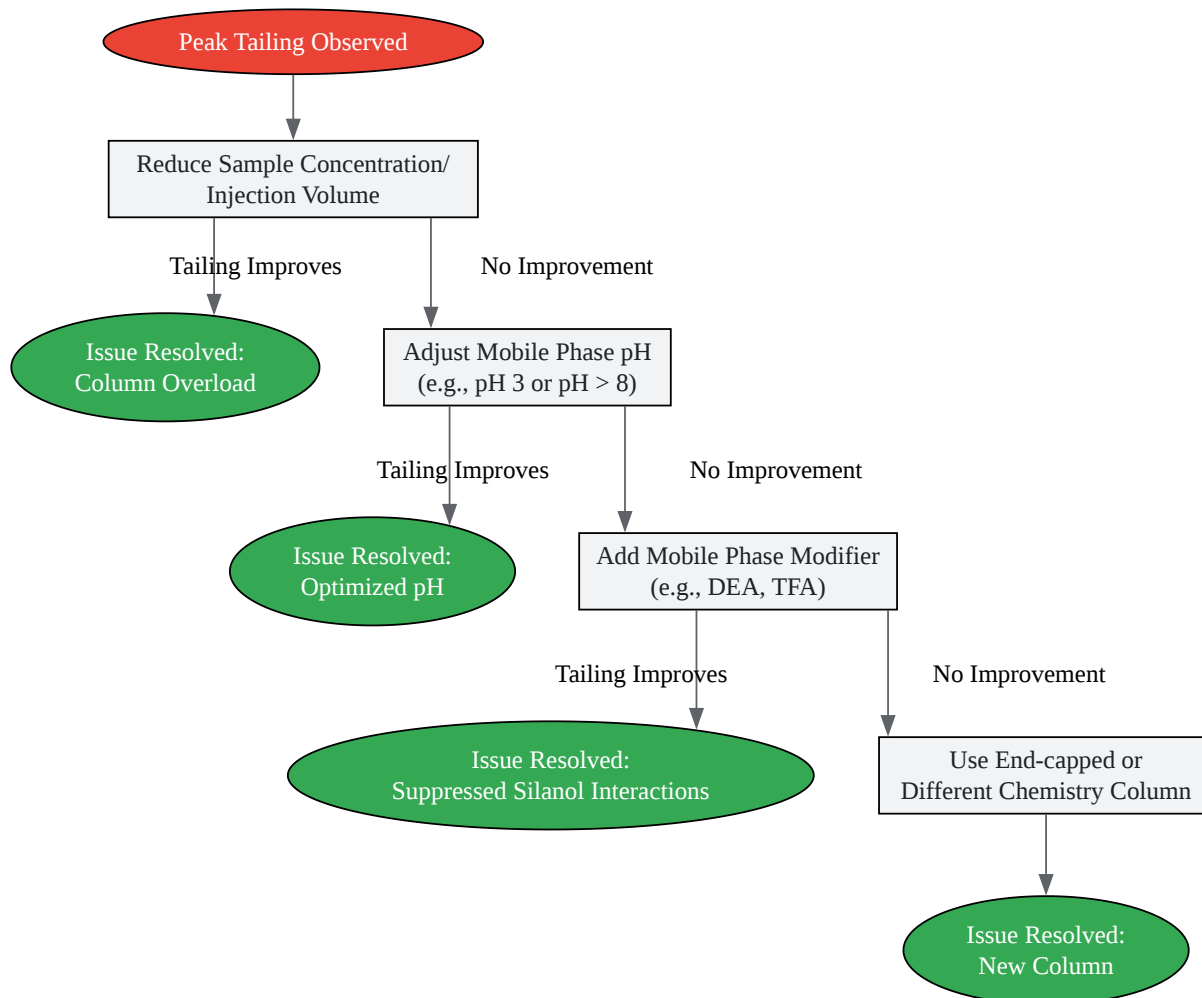 Peak Tailing Observed
Reduce Sample Concentration/
Injection Volume
Tailing Improves
No Improvement
Issue Resolved:
Column Overload
Adjust Mobile Phase pH
(e.g., pH 3 or pH > 8)
Tailing Improves
No Improvement
Issue Resolved:
Optimized pH
Add Mobile Phase Modifier
(e.g., DEA, TFA)
Tailing Improves
No Improvement
Issue Resolved:
Suppressed Silanol Interactions
Use End-capped or
Different Chemistry Column
Issue Resolved:
New Column